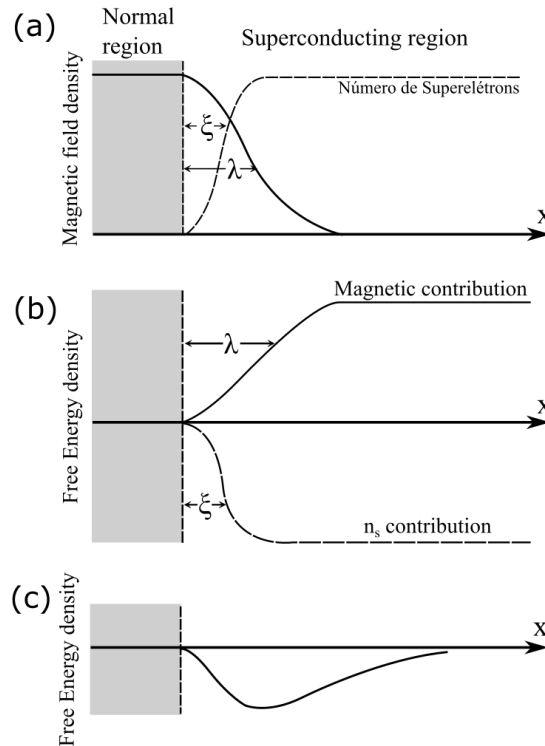 (a)
Normal
region
Superconducting region
Magnetic field density
Número de Superelétrons
ξ
λ
X
(b)
Free Energy density
Magnetic contribution
λ
X
ξ
n_s contribution
(c)
Free Energy density
X